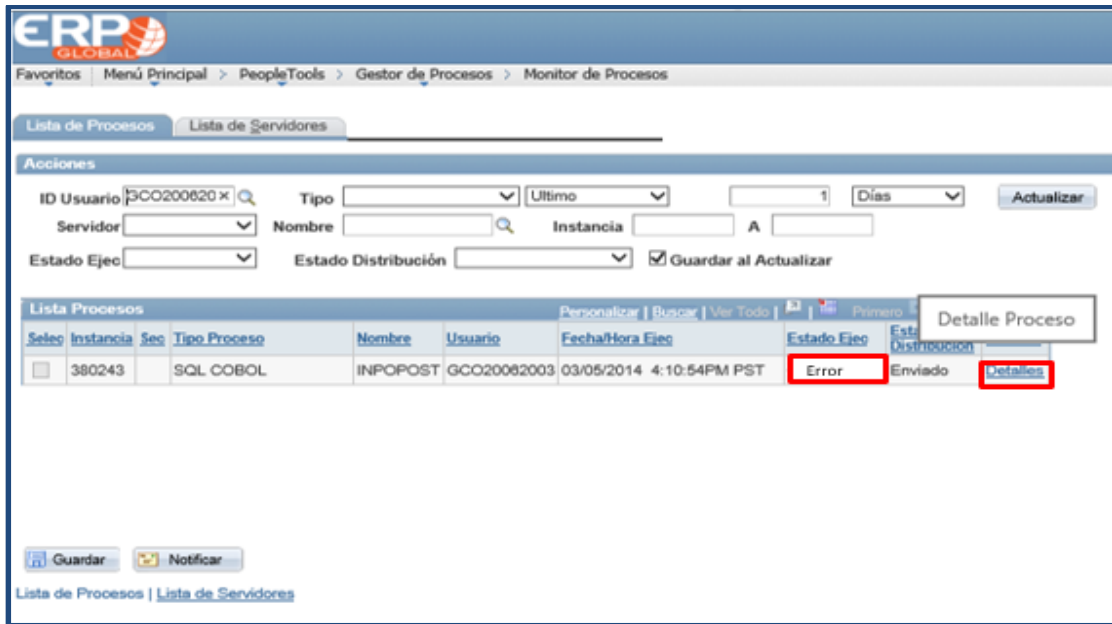 ERP
GLOBAL
Favoritos Menú Principal > PeopleTools > Gestor de Procesos > Monitor de Procesos
Lista de Procesos Lista de Servidores
Acciones
ID Usuario GCO200620 × Tipo Ultimo 1 Días Actualizar
Servidor Nombre Instancia A
Estado Ejec Estado Distribución Guardar al Actualizar
Lista Procesos Personalizar | Buscar | Ver Todo | Primero
Detalle Proceso
Selec Instancia Sec Tipo Proceso Nombre Usuario Fecha/Hora Ejec Estado Ejec Distribución
380243 SQL COBOL INPOPOST GCO20062003 03/05/2014 4:10:54PM PST Error Enviado Detalles
Guardar Notificar
Lista de Procesos | Lista de Servidores